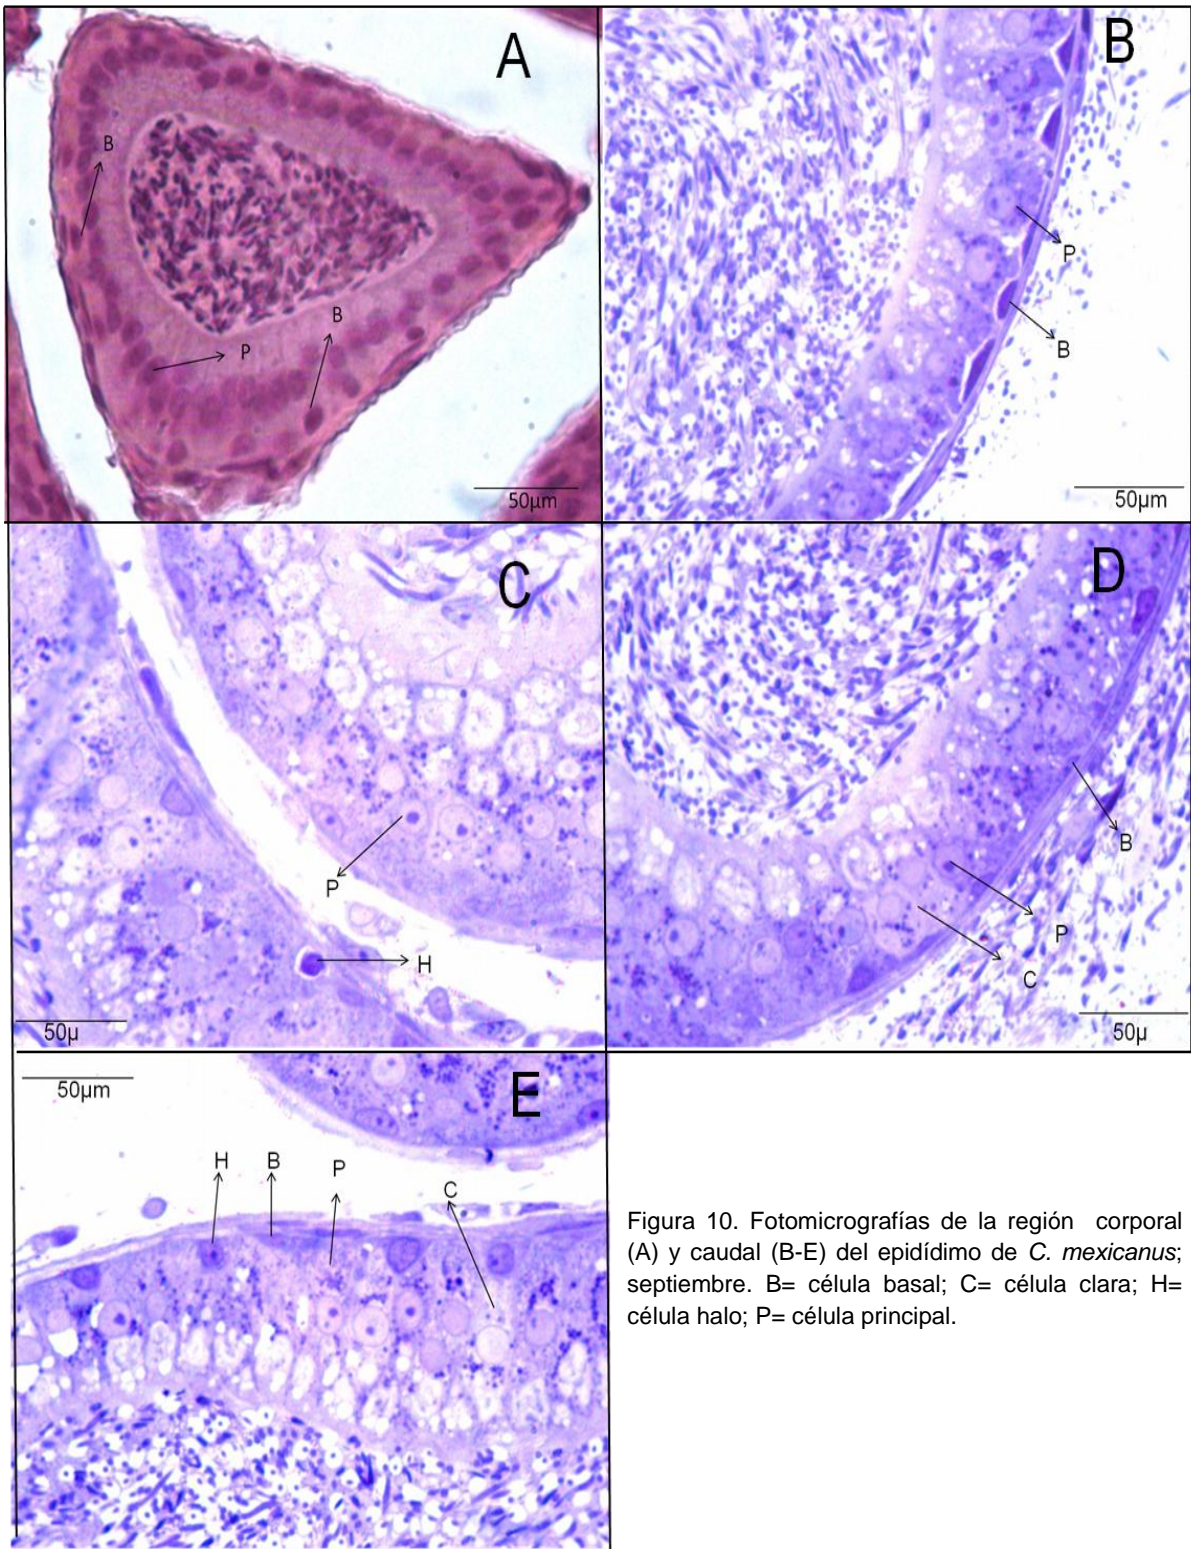 A
B
B
P
B
50µm
B
P
B
50µm
C
P
H
50µ
D
B
P
C
50µ
E
50µm
H
B
P
C
Figura 10. Fotomicrografías de la región corporal
(A) y caudal (B-E) del epidídimo de C. mexicanus;
septiembre. B= célula basal; C= célula clara; H=
célula halo; P= célula principal.